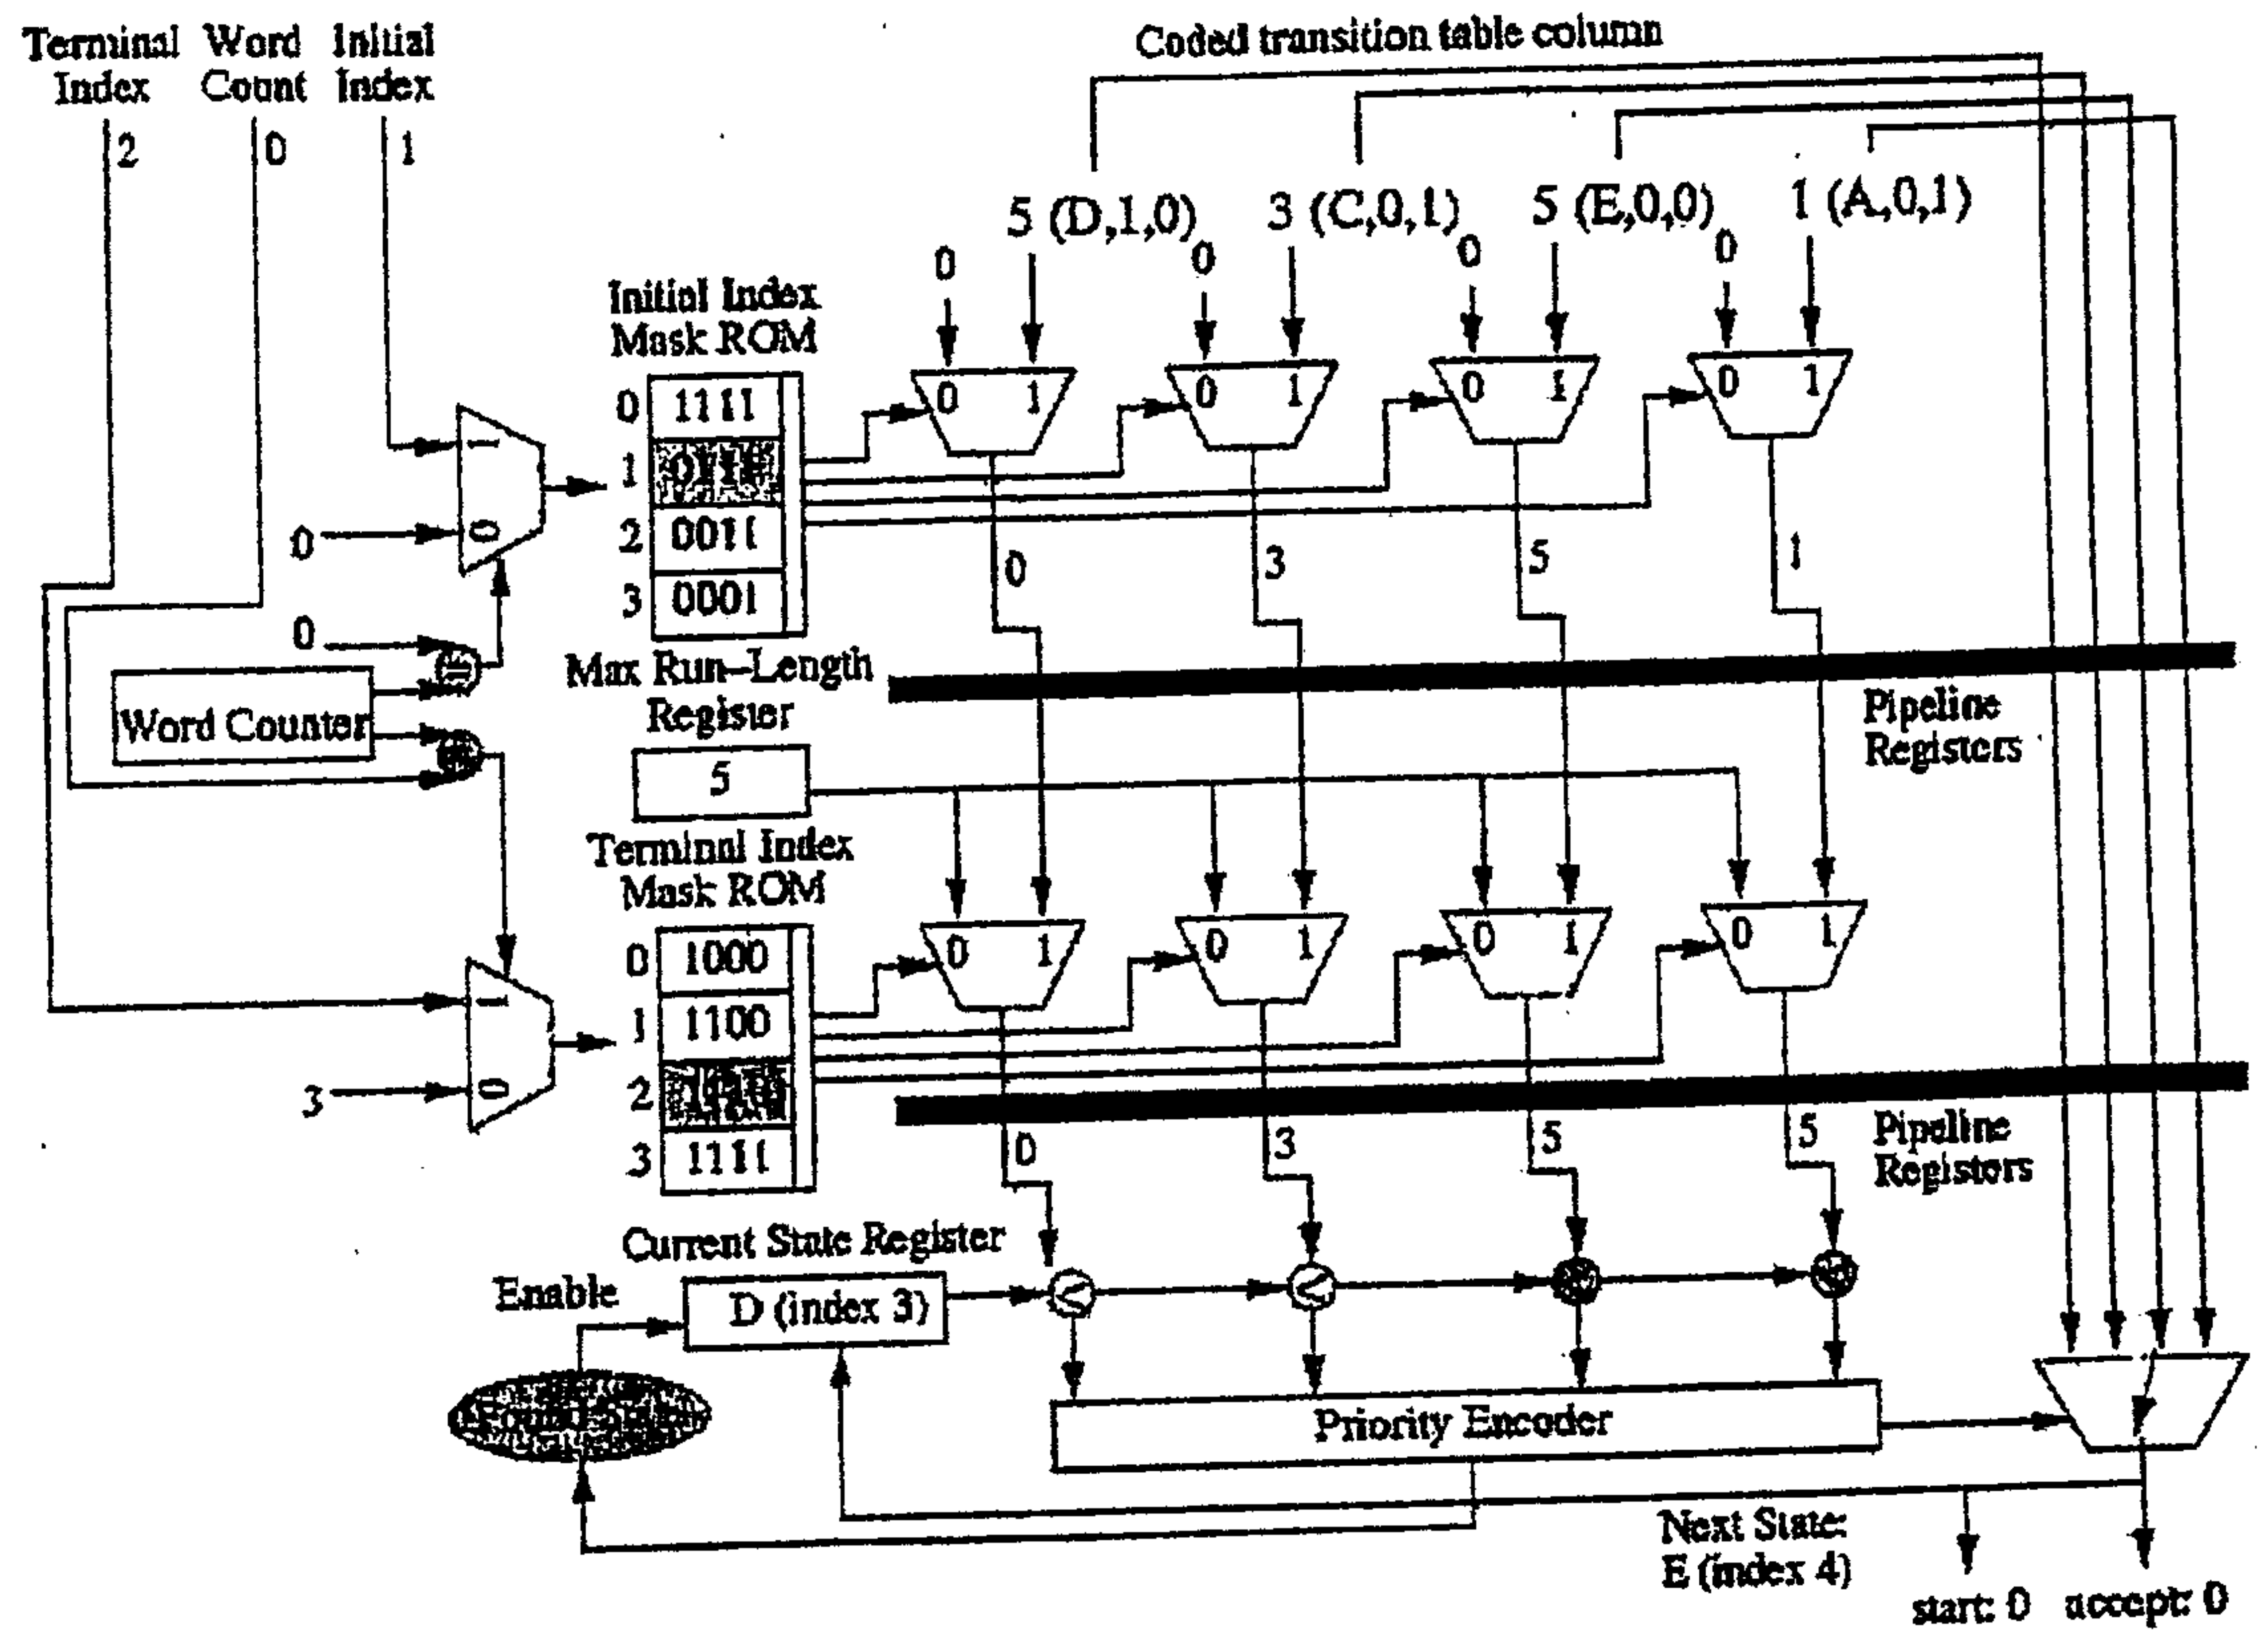 Terminal Index
Word Count
Initial Index
2
0
1
Coded transition table column
5 (D,1,0)
3 (C,0,1)
5 (E,0,0)
1 (A,0,1)
0
0
0
0
Initial Index
Mask ROM
0 1111
1
2 0011
3 0001
0 1
0 1
0 1
0 1
1
0
0
0
3
5
1
0
=
Word Counter
Max Run-Length
Register
5
Pipeline
Registers
Terminal Index
Mask ROM
0 1000
1 1100
2
3 1111
0 1
0 1
0 1
0 1
1
0
3
0
3
5
5
Pipeline
Registers
Current State Register
Enable
D (index 3)
<
<
Priority Encoder
Next State:
E (index 4)
start: 0
accept: 0